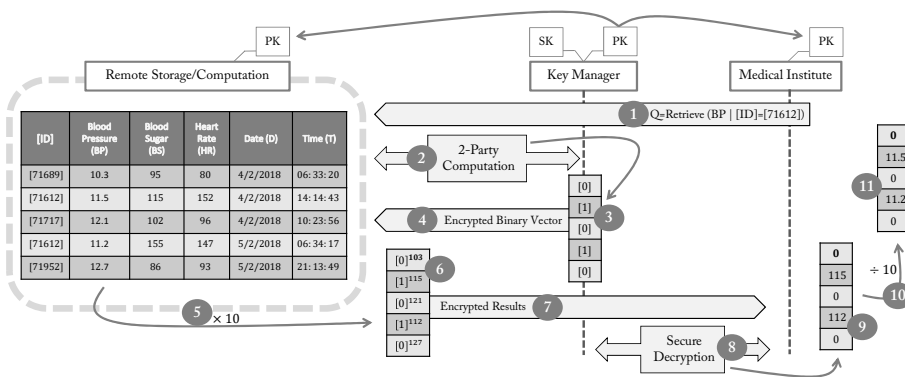 PK
SK
PK
PK
Remote Storage/Computation
Key Manager
Medical Institute
1
Q=Retrieve (BP | [ID]=[71612])
[ID]
Blood Pressure (BP)
Blood Sugar (BS)
Heart Rate (HR)
Date (D)
Time (T)
[71689] 10.3 95 80 4/2/2018 06:33:20
[71612] 11.5 115 152 4/2/2018 14:14:43
[71717] 12.1 102 96 4/2/2018 10:23:56
[71612] 11.2 155 147 5/2/2018 06:34:17
[71952] 12.7 86 93 5/2/2018 21:13:49
2
2-Party
Computation
[0]
[1]
[0]
[1]
[0]
3
4
Encrypted Binary Vector
5
× 10
[0]¹⁰³
[1]¹¹⁵
[0]¹²¹
[1]¹¹²
[0]¹²⁷
6
Encrypted Results
7
Secure
Decryption
8
0
115
0
112
0
9
÷ 10
10
0
11.5
0
11.2
0
11